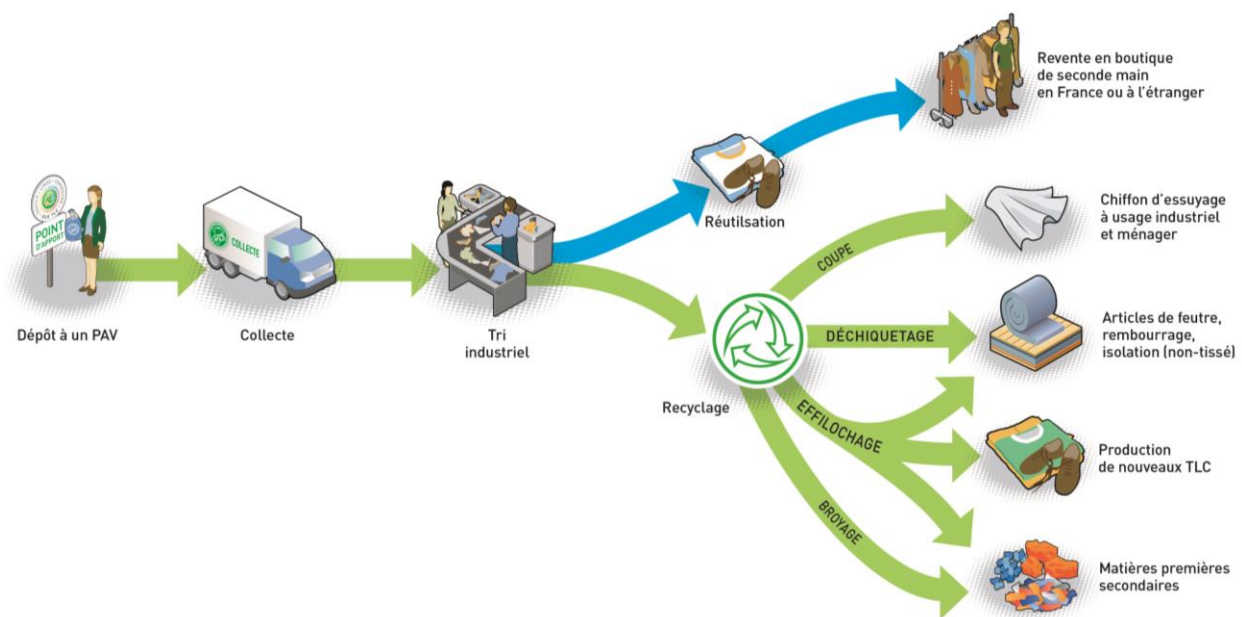 Revente en boutique
de seconde main
en France ou à l'étranger
Réutilsation
POINT
D'APPORT
COLLECTE
Dépôt à un PAV
Collecte
Tri
industriel
Recyclage
COUPE
Chiffon d'essuyage
à usage industriel
et ménager
DÉCHIQUETAGE
Articles de feutre,
rembourrage,
isolation (non-tissé)
EFFILOCHAGE
Production
de nouveaux TLC
BROYAGE
Matières premières
secondaires